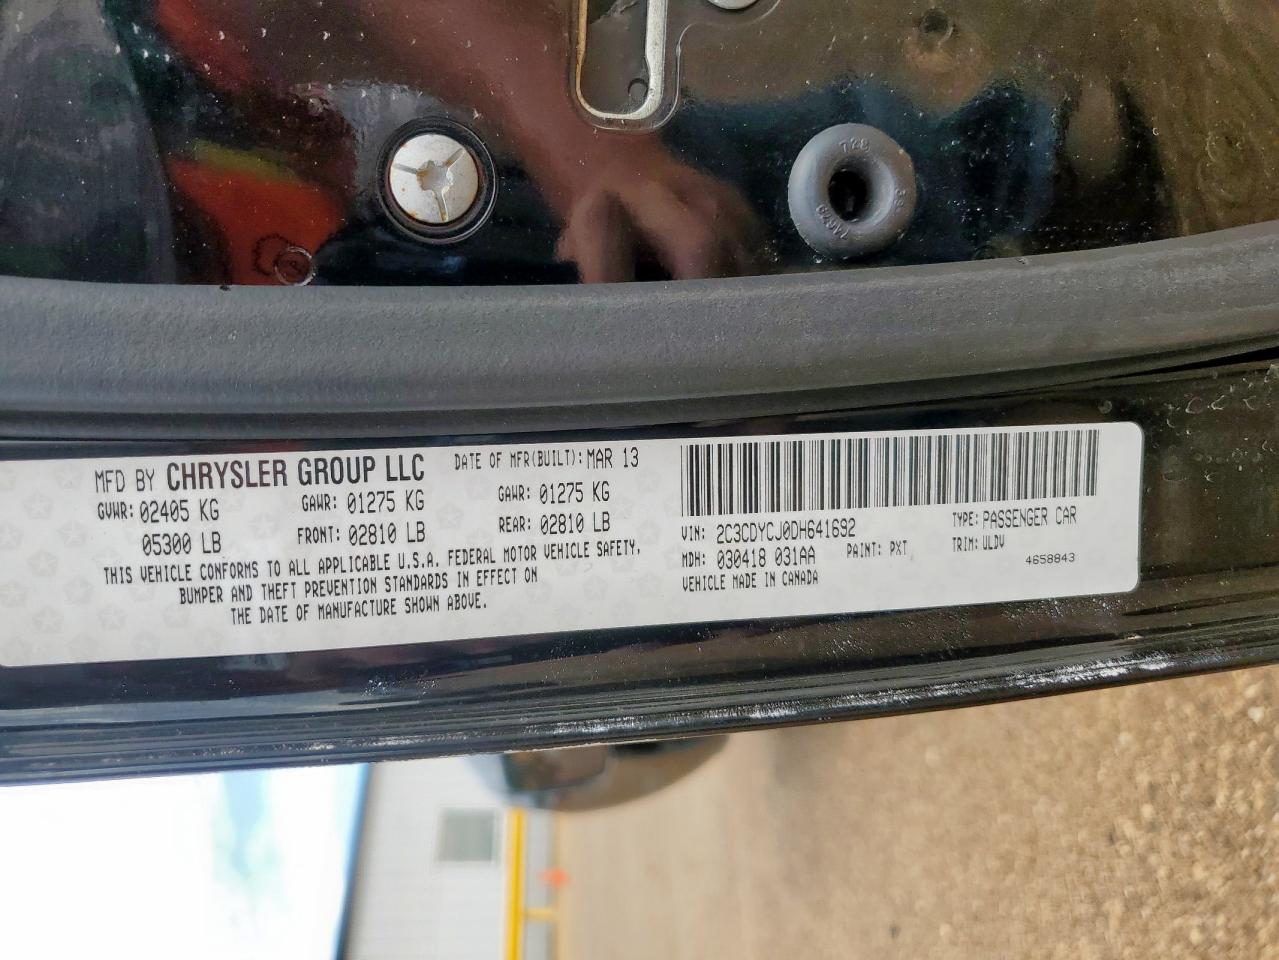 MFD BY CHRYSLER GROUP LLC DATE OF MFR(BUILT): MAR 13
GVWR: 02405 KG GAWR: 01275 KG GAWR: 01275 KG
05300 LB FRONT: 02810 LB REAR: 02810 LB
THIS VEHICLE CONFORMS TO ALL APPLICABLE U.S.A. FEDERAL MOTOR VEHICLE SAFETY,
BUMPER AND THEFT PREVENTION STANDARDS IN EFFECT ON
THE DATE OF MANUFACTURE SHOWN ABOVE.
VIN: 2C3CDYCJ0DH641692 TYPE: PASSENGER CAR
MDH: 030418 031AA PAINT: PXT TRIM: ULDV
VEHICLE MADE IN CANADA 4658843